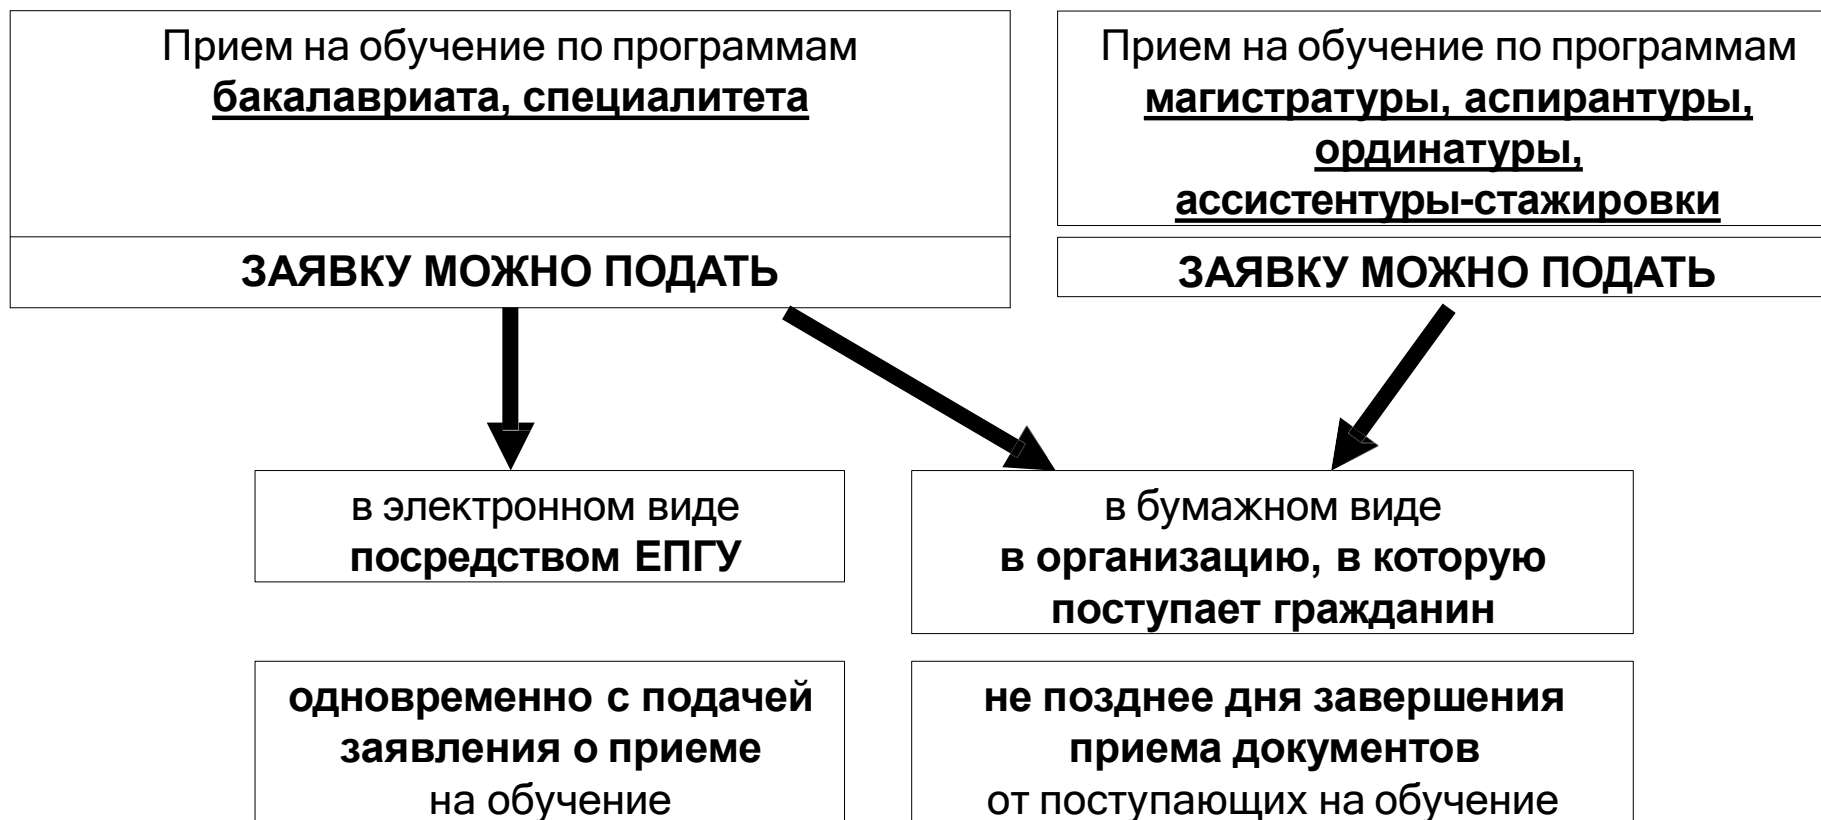 Прием на обучение по программам
бакалавриата, специалитета
ЗАЯВКУ МОЖНО ПОДАТЬ
Прием на обучение по программам
магистратуры, аспирантуры,
ординатуры,
ассистентуры-стажировки
ЗАЯВКУ МОЖНО ПОДАТЬ
в электронном виде
посредством ЕПГУ
в бумажном виде
в организацию, в которую
поступает гражданин
одновременно с подачей
заявления о приеме
на обучение
не позднее дня завершения
приема документов
от поступающих на обучение